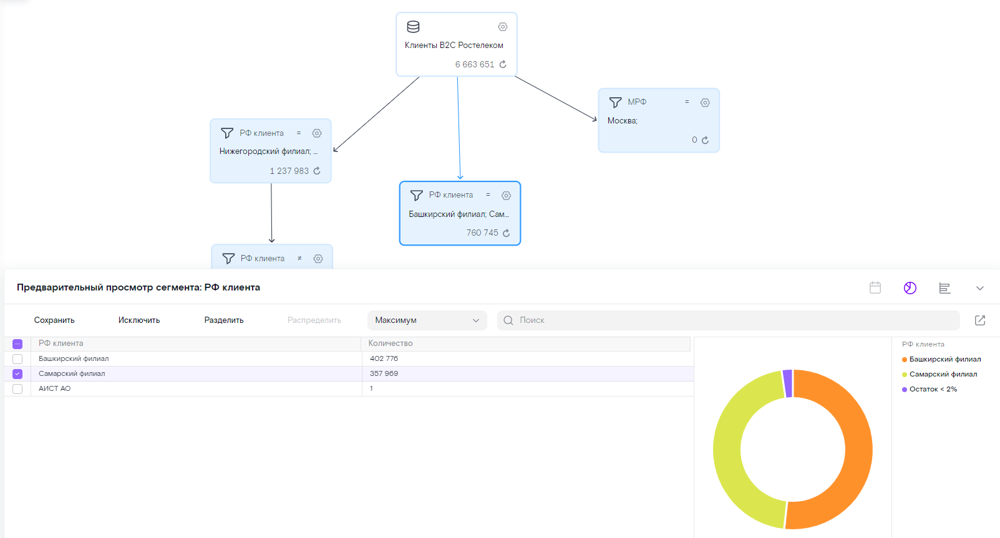 Клиенты B2C Ростелеком
6 663 651
МРФ =
Москва;
0
РФ клиента =
Нижегородский филиал; ...
1 237 983
РФ клиента =
Башкирский филиал; Сам...
760 745
РФ клиента ≠
Предварительный просмотр сегмента: РФ клиента
Сохранить Исключить Разделить Распределить Максимум Поиск
РФ клиента Количество
Башкирский филиал 402 776
Самарский филиал 357 969
АИСТ АО 1
РФ клиента
Башкирский филиал
Самарский филиал
Остаток < 2%